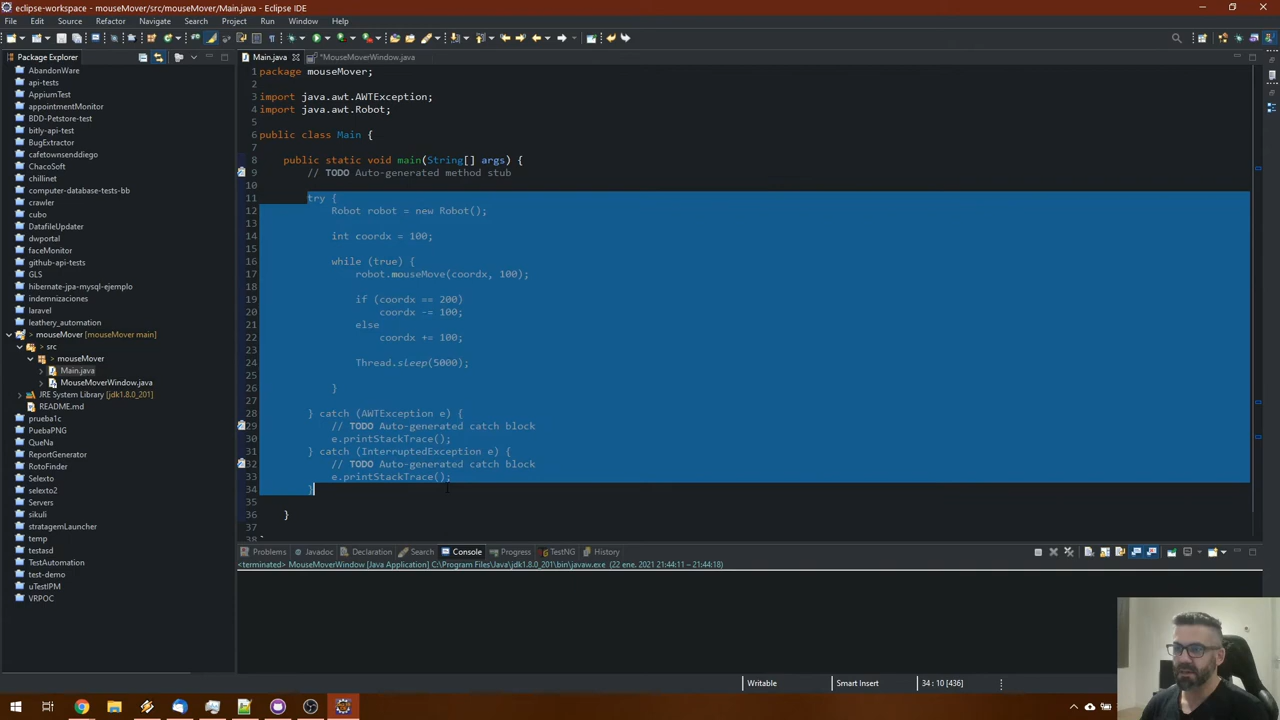 eclipse-workspace - mouseMover/src/mouseMover/Main.java - Eclipse IDE
File Edit Source Refactor Navigate Search Project Run Window Help
Package Explorer
Main.java
*MouseMoverWindow.java
AbandonWare
api-tests
AppiumTest
appointmentMonitor
BDD-Petstore-test
bitly-api-test
BugExtractor
cafetownsenddiego
ChacoSoft
chillinet
computer-database-tests-bb
crawler
cubo
DatafileUpdater
dwportal
faceMonitor
github-api-tests
GLS
hibernate-jpa-mysql-ejemplo
indemnizaciones
laravel
leathery_automation
> mouseMover [mouseMover main]
> src
> mouseMover
> Main.java
MouseMoverWindow.java
JRE System Library [jdk1.8.0_201]
README.md
prueba1c
PuebaPNG
QueNa
ReportGenerator
RotoFinder
Selexto
selexto2
Servers
sikuli
stratagemLauncher
temp
testasd
TestAutomation
test-demo
uTestIPM
VRPOC
1 package mouseMover;
2
3 import java.awt.AWTException;
4 import java.awt.Robot;
5
6 public class Main {
7
8 public static void main(String[] args) {
9 // TODO Auto-generated method stub
10
11 try {
12 Robot robot = new Robot();
13
14 int coordx = 100;
15
16 while (true) {
17 robot.mouseMove(coordx, 100);
18
19 if (coordx == 200)
20 coordx -= 100;
21 else
22 coordx += 100;
23
24 Thread.sleep(5000);
25
26 }
27
28 } catch (AWTException e) {
29 // TODO Auto-generated catch block
30 e.printStackTrace();
31 } catch (InterruptedException e) {
32 // TODO Auto-generated catch block
33 e.printStackTrace();
34 }
35
36 }
37
38
Problems Javadoc Declaration Search Console Progress TestNG History
<terminated> MouseMoverWindow [Java Application] C:\Program Files\Java\jdk1.8.0_201\bin\javaw.exe (22 ene. 2021 21:44:11 – 21:44:18)
Writable Smart Insert 34 : 10 [436]